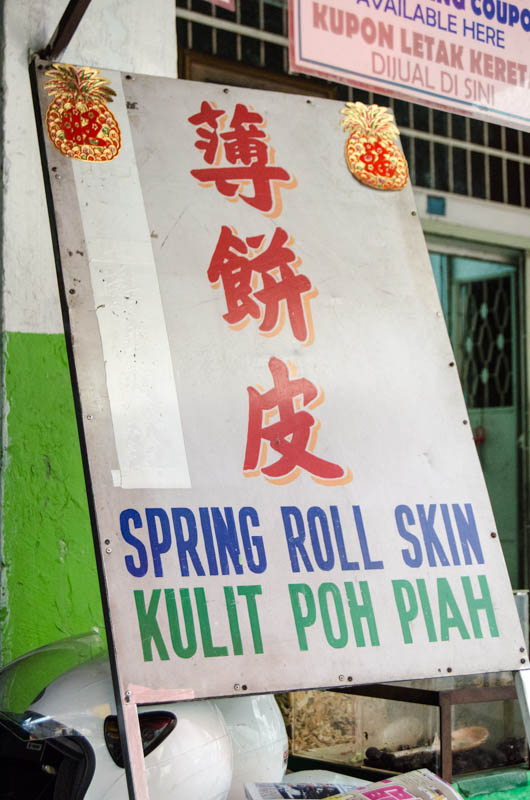 AVAILABLE HERE
KUPON LETAK KERET
DIJUAL DI SINI
薄餅皮
SPRING ROLL SKIN
KULIT POH PIAH